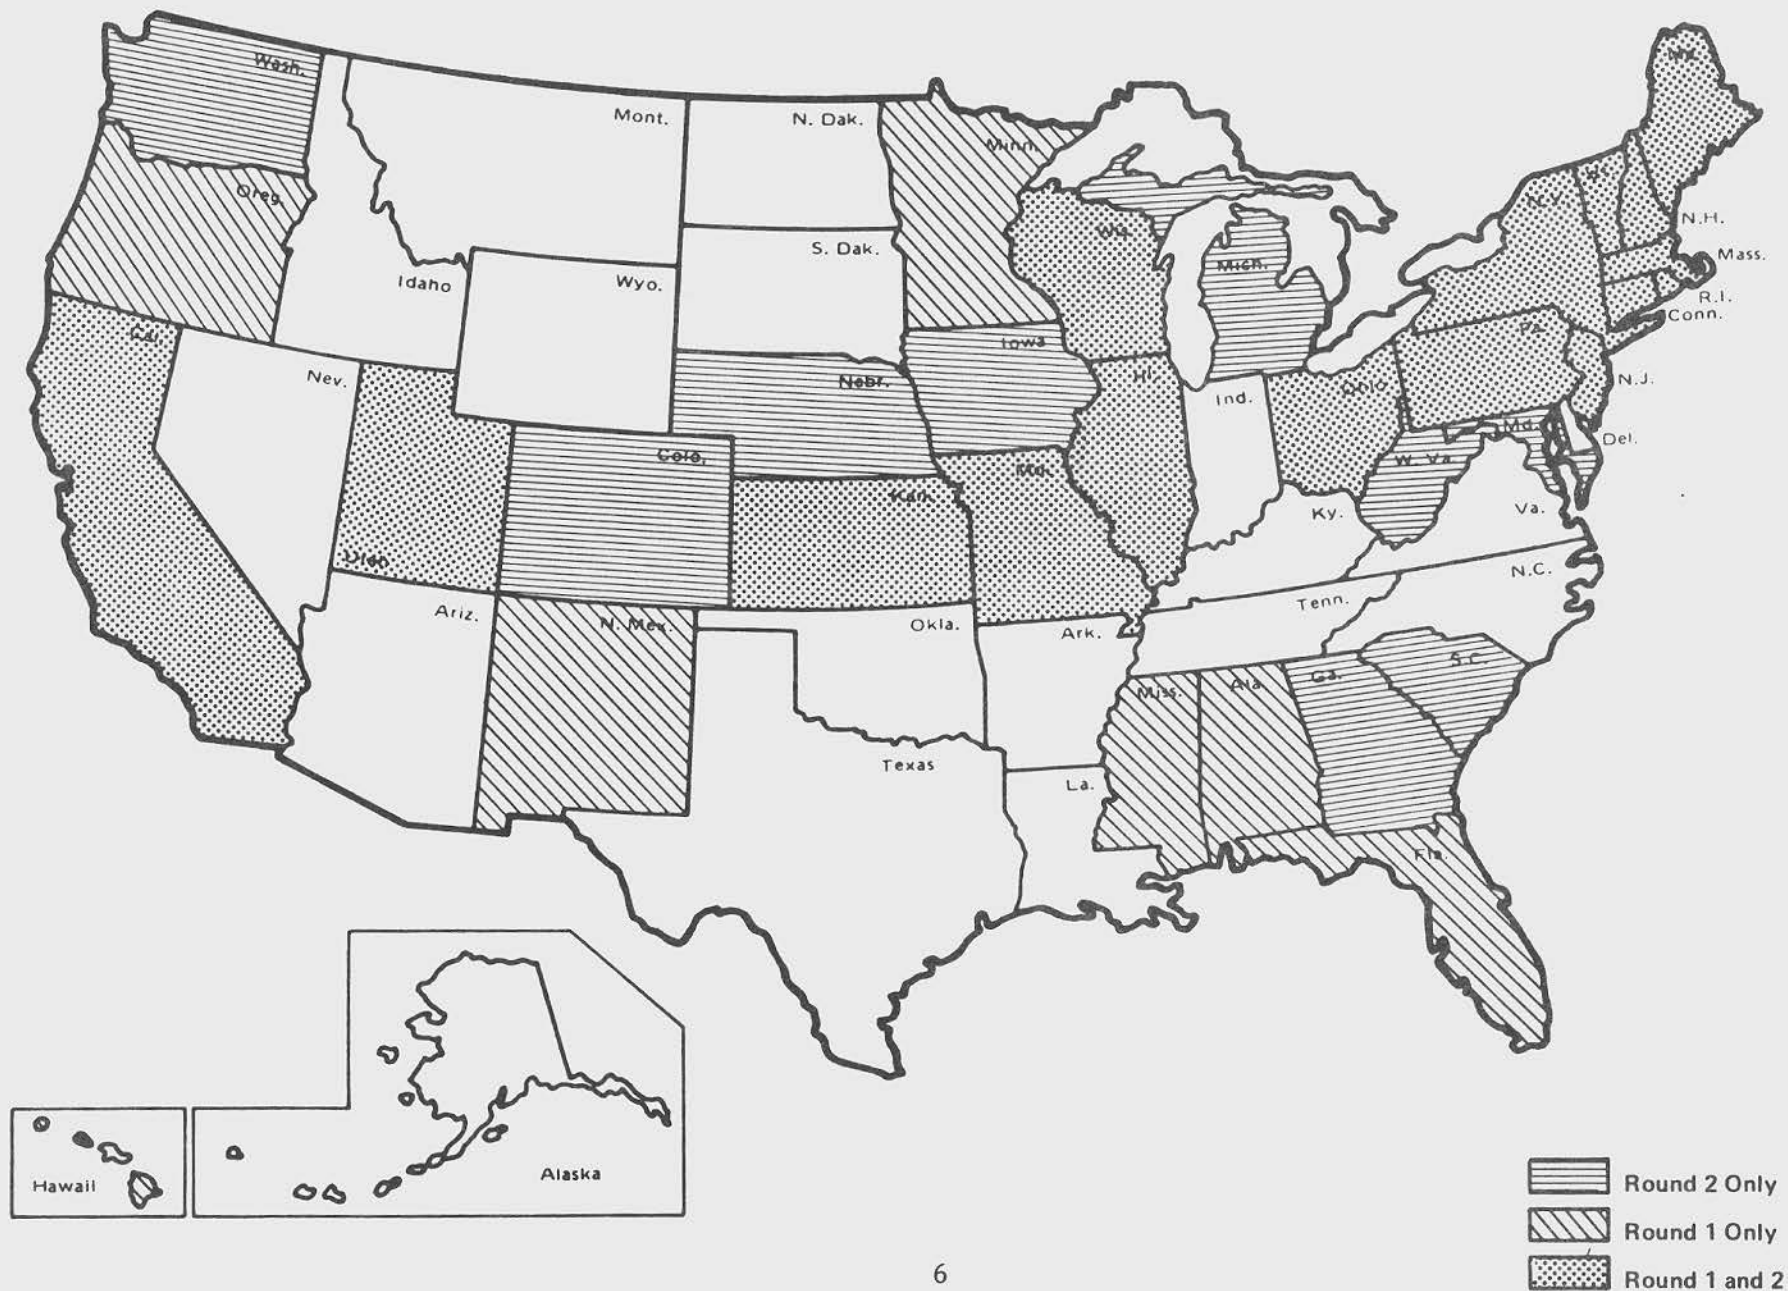 Wash.
Mont.
N. Dak.
Minn.
Oreg.
Idaho
Wyo.
S. Dak.
Wis.
Mich.
N.Y.
N.H.
Mass.
R.I.
Conn.
Cal.
Nev.
Nebr.
Iowa
Ill.
Ind.
Ohio
Pa.
N.J.
Utah
Colo.
Kan.
Mo.
Ky.
W. Va.
Md.
Del.
Va.
Ariz.
N. Mex.
Okla.
Ark.
Tenn.
N.C.
S.C.
Texas
La.
Miss.
Ala.
Ga.
Fla.
Hawaii
Alaska
Round 2 Only
Round 1 Only
Round 1 and 2
6